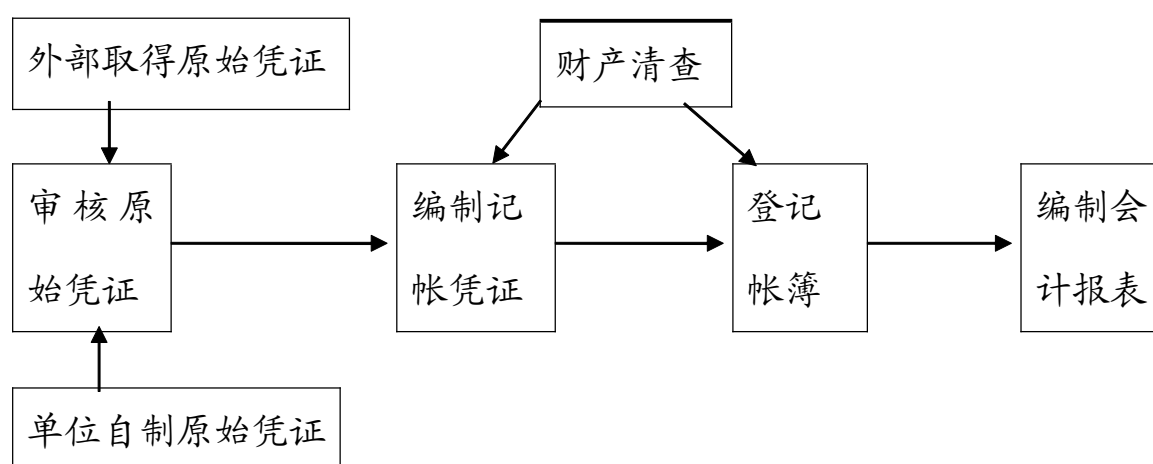 外部取得原始凭证
财产清查
审核原
始凭证
编制记
帐凭证
登记
帐簿
编制会
计报表
单位自制原始凭证